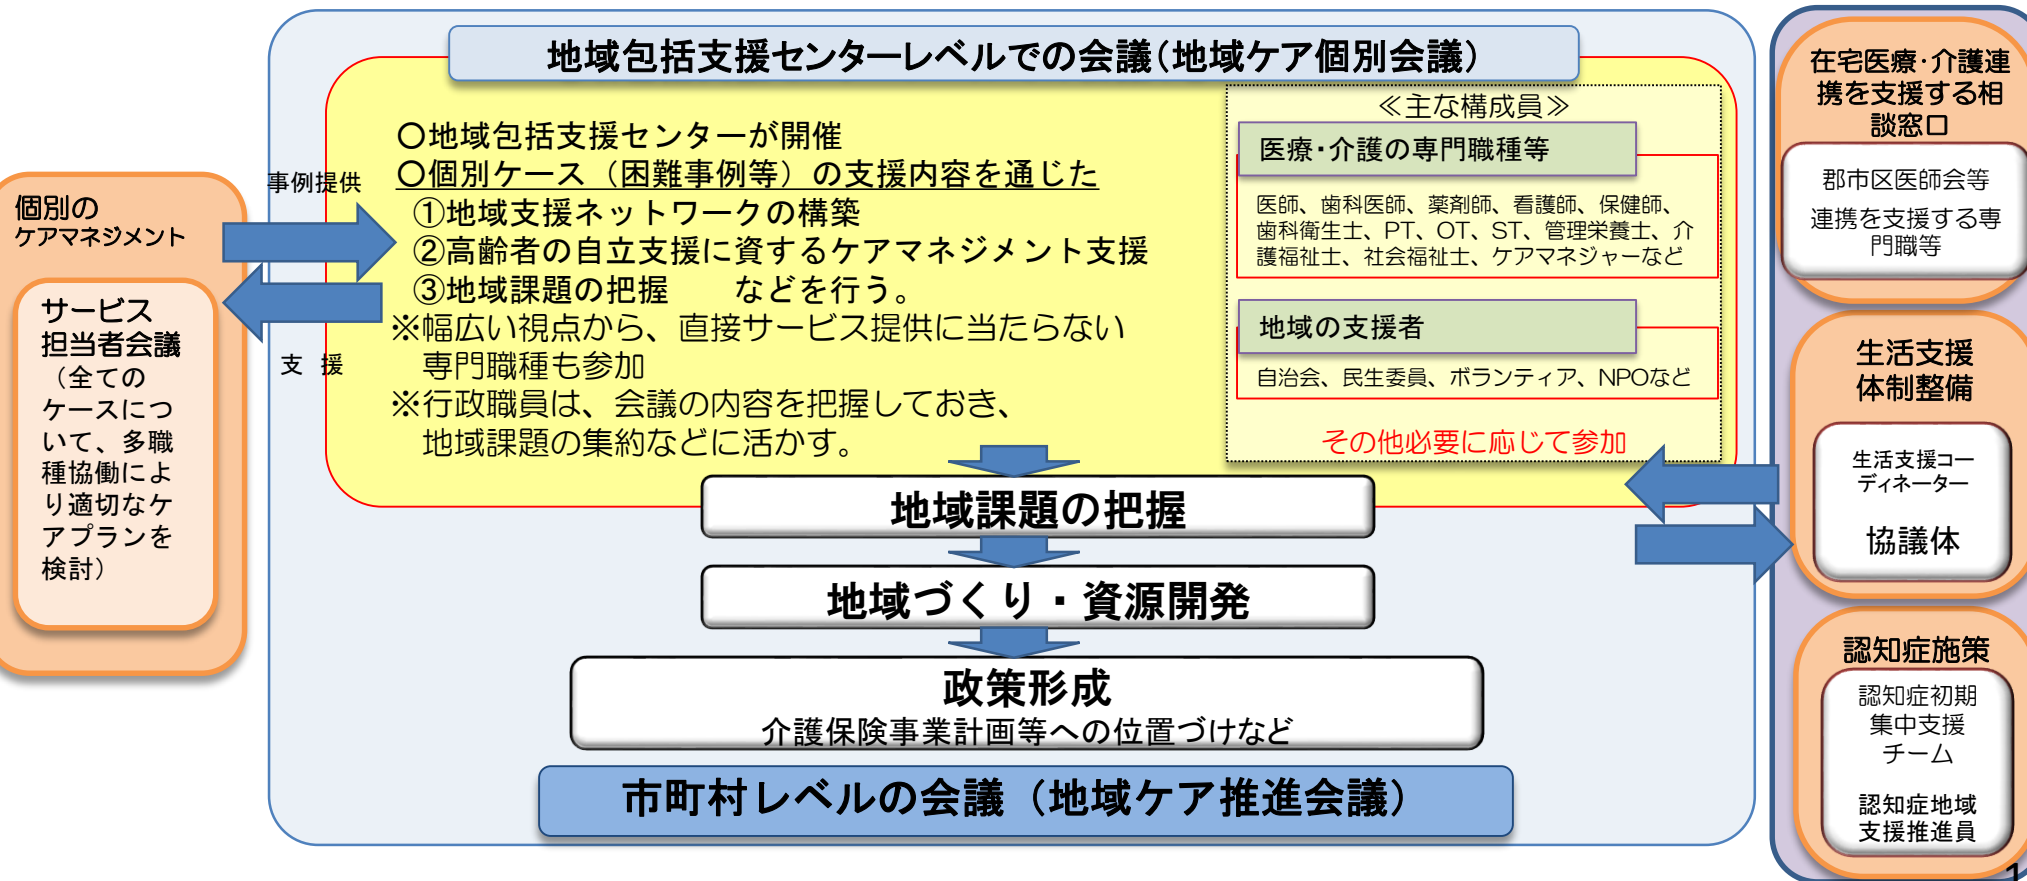 地域包括支援センターレベルでの会議（地域ケア個別会議）
〇地域包括支援センターが開催
〇個別ケース（困難事例等）の支援内容を通じた
①地域支援ネットワークの構築
②高齢者の自立支援に資するケアマネジメント支援
③地域課題の把握　　などを行う。
※幅広い視点から、直接サービス提供に当たらない
専門職種も参加
※行政職員は、会議の内容を把握しておき、
地域課題の集約などに活かす。
≪主な構成員≫
医療・介護の専門職種等
医師、歯科医師、薬剤師、看護師、保健師、
歯科衛生士、PT、OT、ST、管理栄養士、介
護福祉士、社会福祉士、ケアマネジャーなど
地域の支援者
自治会、民生委員、ボランティア、NPOなど
その他必要に応じて参加
事例提供
支 援
個別の
ケアマネジメント
サービス
担当者会議
（全ての
ケースにつ
いて、多職
種協働によ
り適切なケ
アプランを
検討）
地域課題の把握
地域づくり・資源開発
政策形成
介護保険事業計画等への位置づけなど
市町村レベルの会議（地域ケア推進会議）
在宅医療・介護連
携を支援する相
談窓口
郡市区医師会等
連携を支援する専
門職等
生活支援
体制整備
生活支援コー
ディネーター
協議体
認知症施策
認知症初期
集中支援
チーム
認知症地域
支援推進員
1